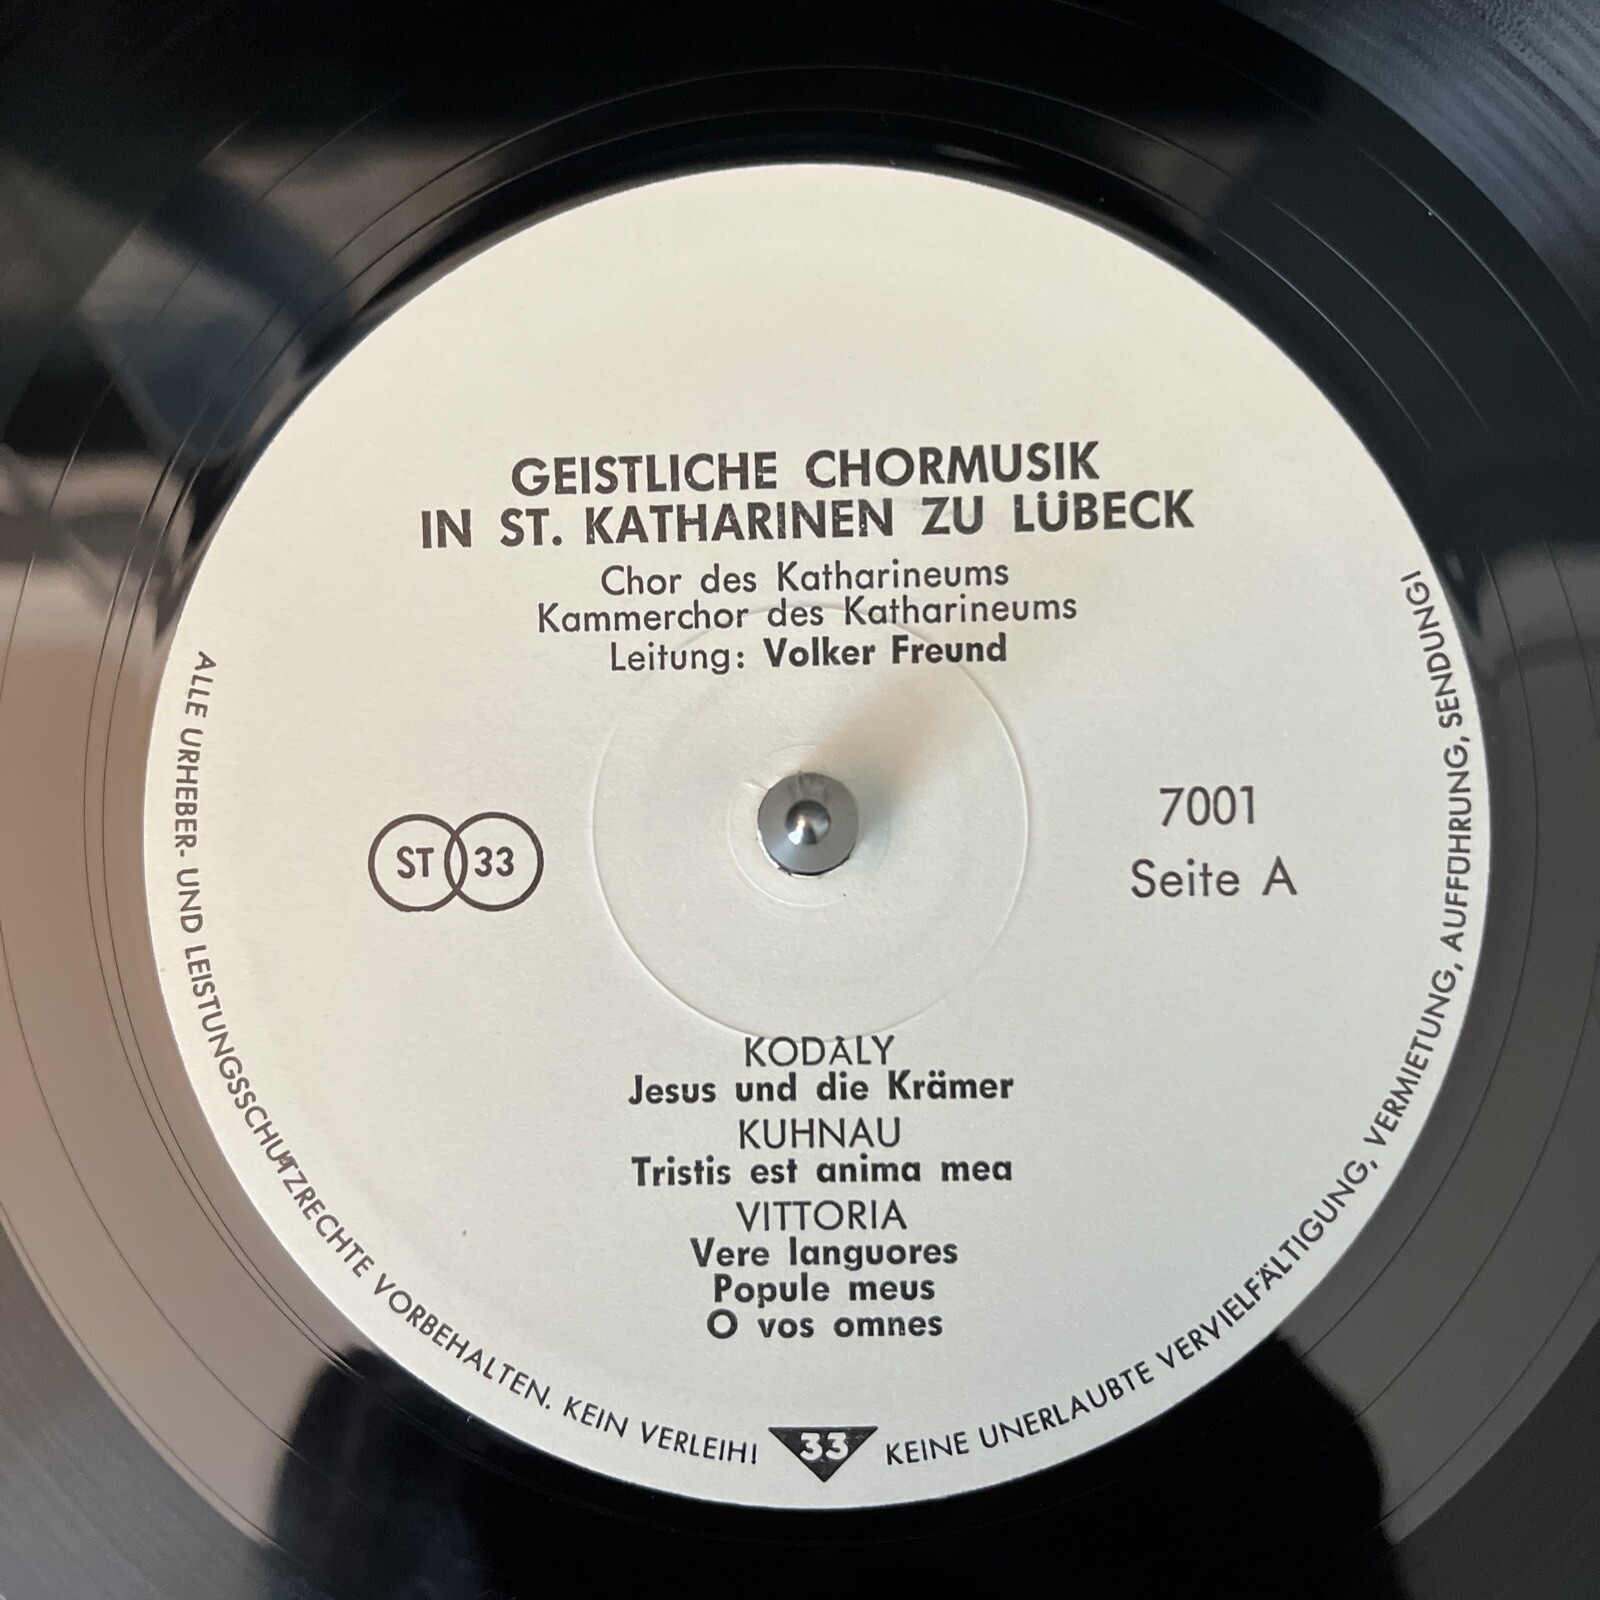 GEISTLICHE CHORMUSIK
IN ST. KATHARINEN ZU LÜBECK
Chor des Katharineums
Kammerchor des Katharineums
Leitung: Volker Freund
ST 33
7001
Seite A
KODÀLY
Jesus und die Krämer
KUHNAU
Tristis est anima mea
VITTORIA
Vere languores
Popule meus
O vos omnes
ALLE URHEBER- UND LEISTUNGSSCHUTZRECHTE VORBEHALTEN. KEIN VERLEIH!
33
KEINE UNERLAUBTE VERVIELFÄLTIGUNG, VERMIETUNG, AUFFÜHRUNG, SENDUNG!